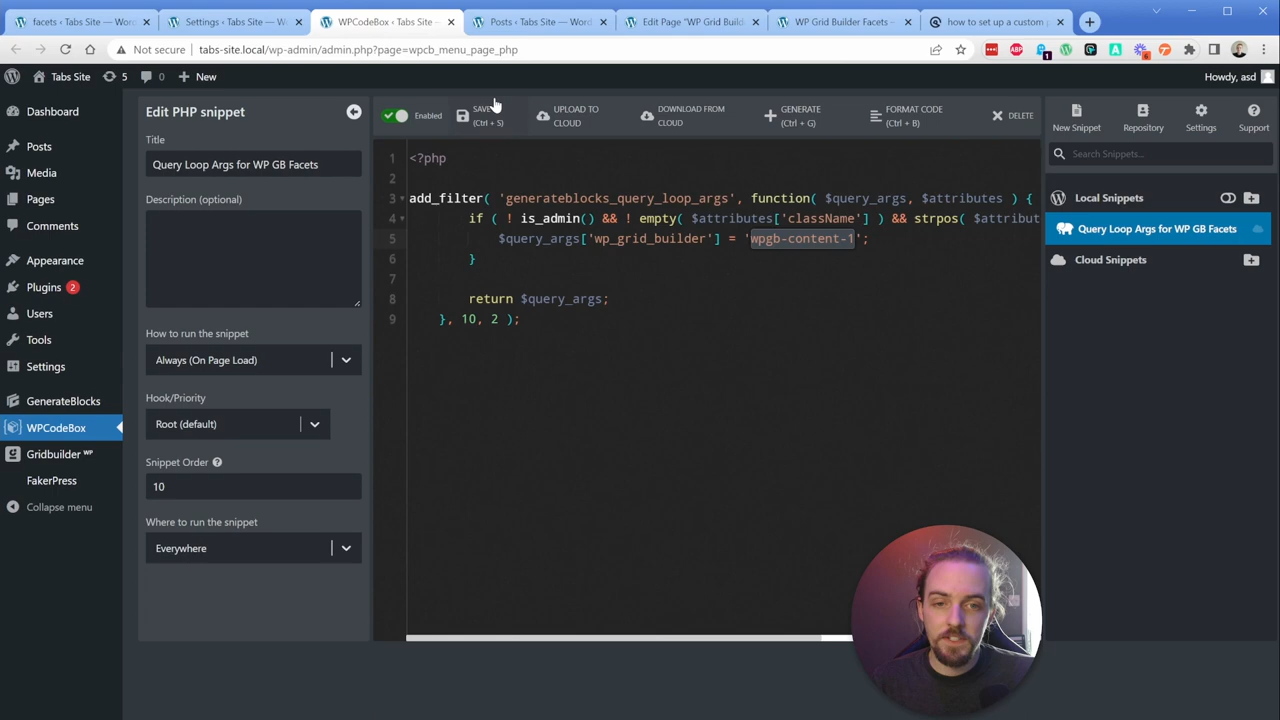 facets ‹ Tabs Site — Word
Settings ‹ Tabs Site — Word
WPCodeBox ‹ Tabs Site —
Posts ‹ Tabs Site — Word
Edit Page "WP Grid Build
WP Grid Builder Facets –
how to set up a custom p
Not secure
tabs-site.local/wp-admin/admin.php?page=wpcb_menu_page_php
Tabs Site
5
0
New
Howdy, asd
Dashboard
Posts
Media
Pages
Comments
Appearance
Plugins 2
Users
Tools
Settings
GenerateBlocks
WPCodeBox
Gridbuilder WP
FakerPress
Collapse menu
Edit PHP snippet
Title
Query Loop Args for WP GB Facets
Description (optional)
How to run the snippet
Always (On Page Load)
Hook/Priority
Root (default)
Snippet Order
10
Where to run the snippet
Everywhere
Enabled
SAVE
(Ctrl + S)
UPLOAD TO
CLOUD
DOWNLOAD FROM
CLOUD
GENERATE
(Ctrl + G)
FORMAT CODE
(Ctrl + B)
DELETE
1 <?php
2
3 add_filter( 'generateblocks_query_loop_args', function( $query_args, $attributes ) {
4 if ( ! is_admin() && ! empty( $attributes['className'] ) && strpos( $attribut
5 $query_args['wp_grid_builder'] = 'wpgb-content-1';
6 }
7
8 return $query_args;
9 }, 10, 2 );
New Snippet
Repository
Settings
Support
Search Snippets...
Local Snippets
Query Loop Args for WP GB Facets
Cloud Snippets